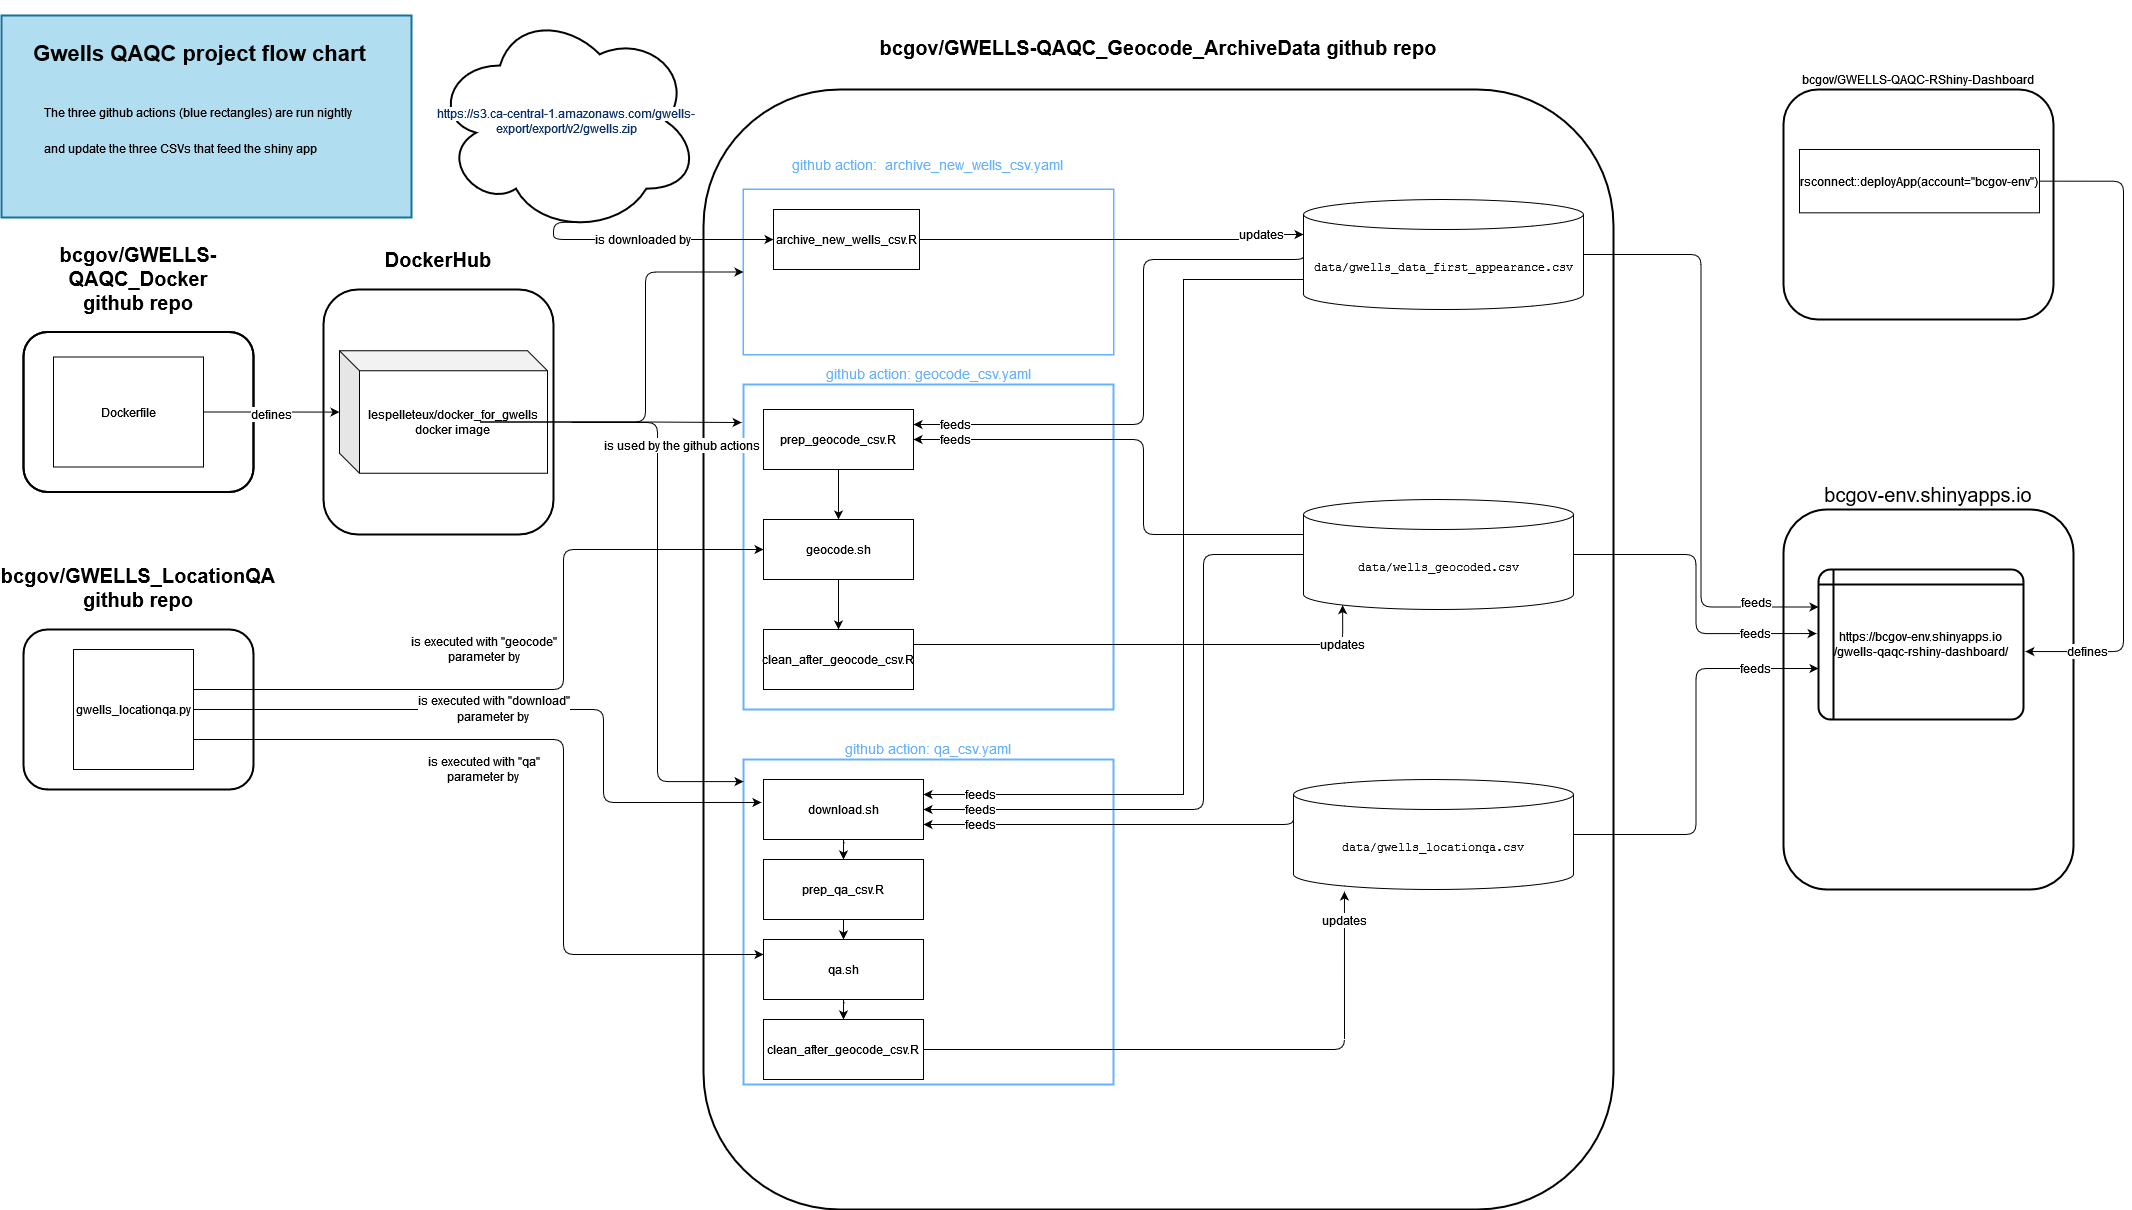 Gwells QAQC project flow chart
The three github actions (blue rectangles) are run nightly
and update the three CSVs that feed the shiny app
https://s3.ca-central-1.amazonaws.com/gwells-
export/export/v2/gwells.zip
bcgov/GWELLS-QAQC_Geocode_ArchiveData github repo
bcgov/GWELLS-QAQC-RShiny-Dashboard
rsconnect::deployApp(account="bcgov-env")
github action:  archive_new_wells_csv.yaml
is downloaded by
archive_new_wells_csv.R
updates
data/gwells_data_first_appearance.csv
bcgov/GWELLS-
QAQC_Docker
github repo
Dockerfile
defines
DockerHub
lespelleteux/docker_for_gwells
docker image
is used by the github actions
github action: geocode_csv.yaml
prep_geocode_csv.R
feeds
feeds
geocode.sh
clean_after_geocode_csv.R
updates
data/wells_geocoded.csv
bcgov-env.shinyapps.io
feeds
feeds
feeds
https://bcgov-env.shinyapps.io
/gwells-qaqc-rshiny-dashboard/
defines
bcgov/GWELLS_LocationQA
github repo
gwells_locationqa.py
is executed with "geocode"
parameter by
is executed with "download"
parameter by
is executed with "qa"
parameter by
github action: qa_csv.yaml
download.sh
feeds
feeds
feeds
prep_qa_csv.R
qa.sh
clean_after_geocode_csv.R
data/gwells_locationqa.csv
updates